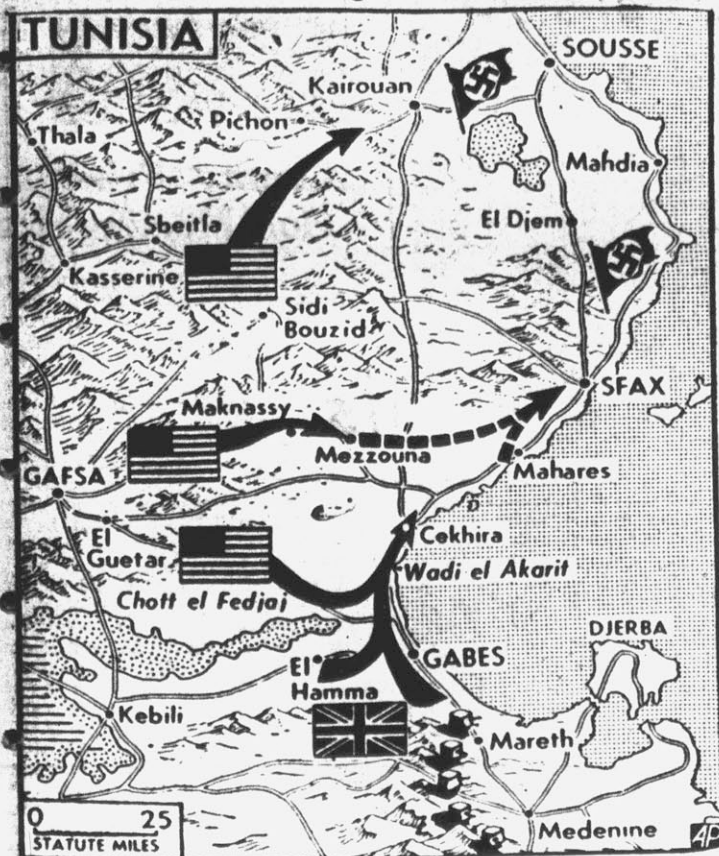 TUNISIA
SOUSSE
Kairouan
Pichon
Thala
Mahdia
Sbeitla
El Djem
Kasserine
Sidi
Bouzid
SFAX
Maknassy
Mezzouna
Mahares
GAFSA
El
Guetar
Cekhira
Wadi el Akarit
Chott el Fedjaj
DJERBA
GABES
El
Hamma
Kebili
Mareth
0 25
STATUTE MILES
Medenine
AP